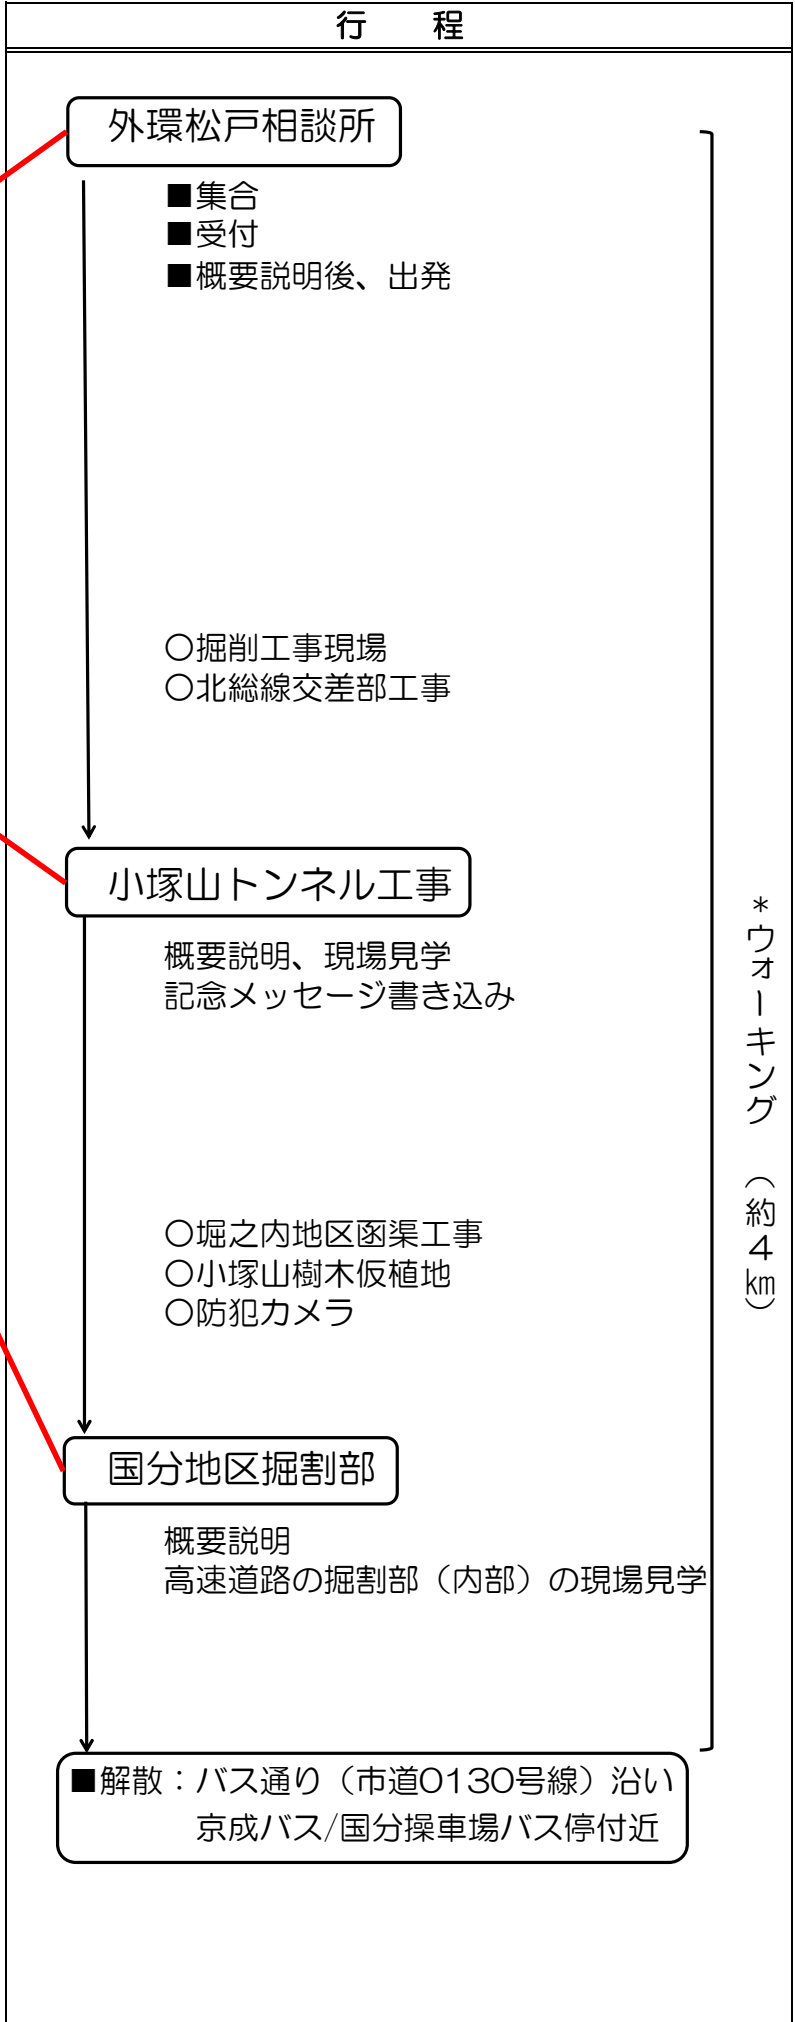 行　程
外環松戸相談所
■集合
■受付
■概要説明後、出発
○掘削工事現場
○北総線交差部工事
小塚山トンネル工事
概要説明、現場見学
記念メッセージ書き込み
○堀之内地区函渠工事
○小塚山樹木仮植地
○防犯カメラ
国分地区掘割部
概要説明
高速道路の掘割部（内部）の現場見学
■解散：バス通り（市道0130号線）沿い
京成バス/国分操車場バス停付近
*ウォーキング　（約４㎞）